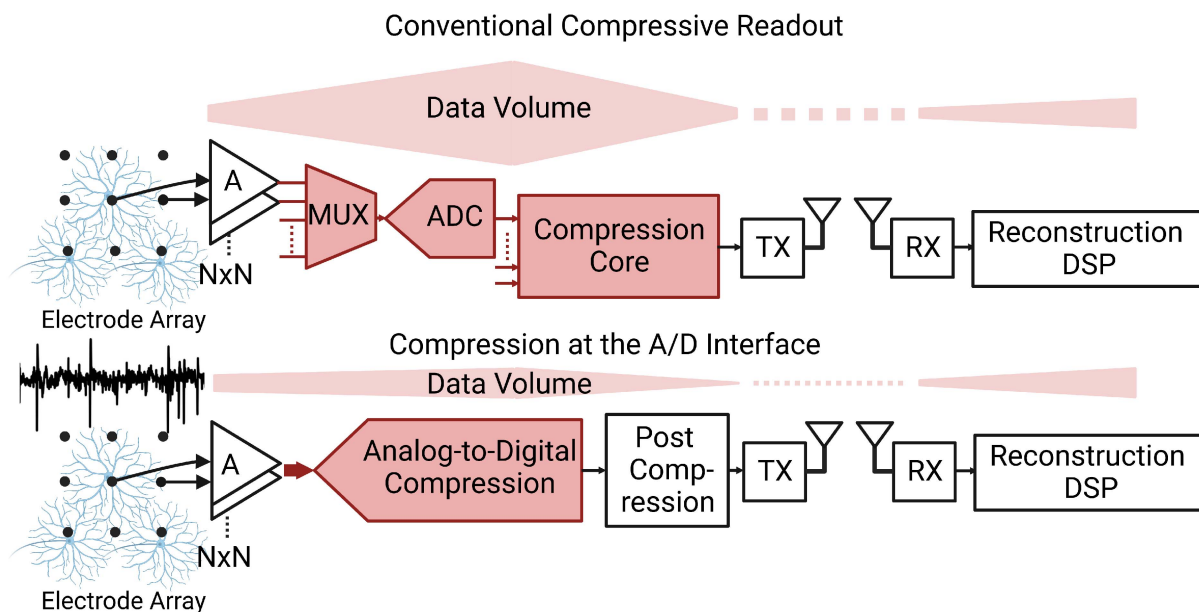 Conventional Compressive Readout
Data Volume
A
MUX
ADC
Compression
Core
TX
RX
Reconstruction
DSP
NxN
Electrode Array
Compression at the A/D Interface
Data Volume
A
Analog-to-Digital
Compression
Post
Comp-
ression
TX
RX
Reconstruction
DSP
NxN
Electrode Array